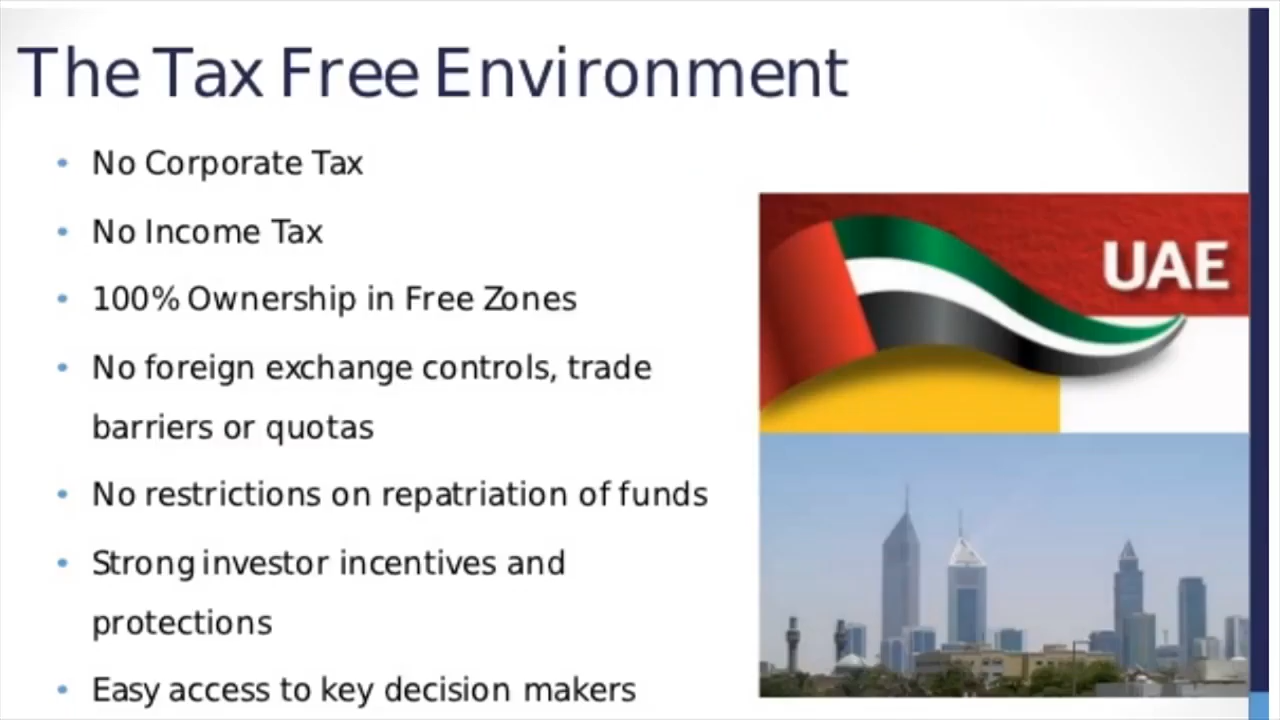 The Tax Free Environment
• No Corporate Tax
• No Income Tax
• 100% Ownership in Free Zones
• No foreign exchange controls, trade
barriers or quotas
• No restrictions on repatriation of funds
• Strong investor incentives and
protections
• Easy access to key decision makers
UAE